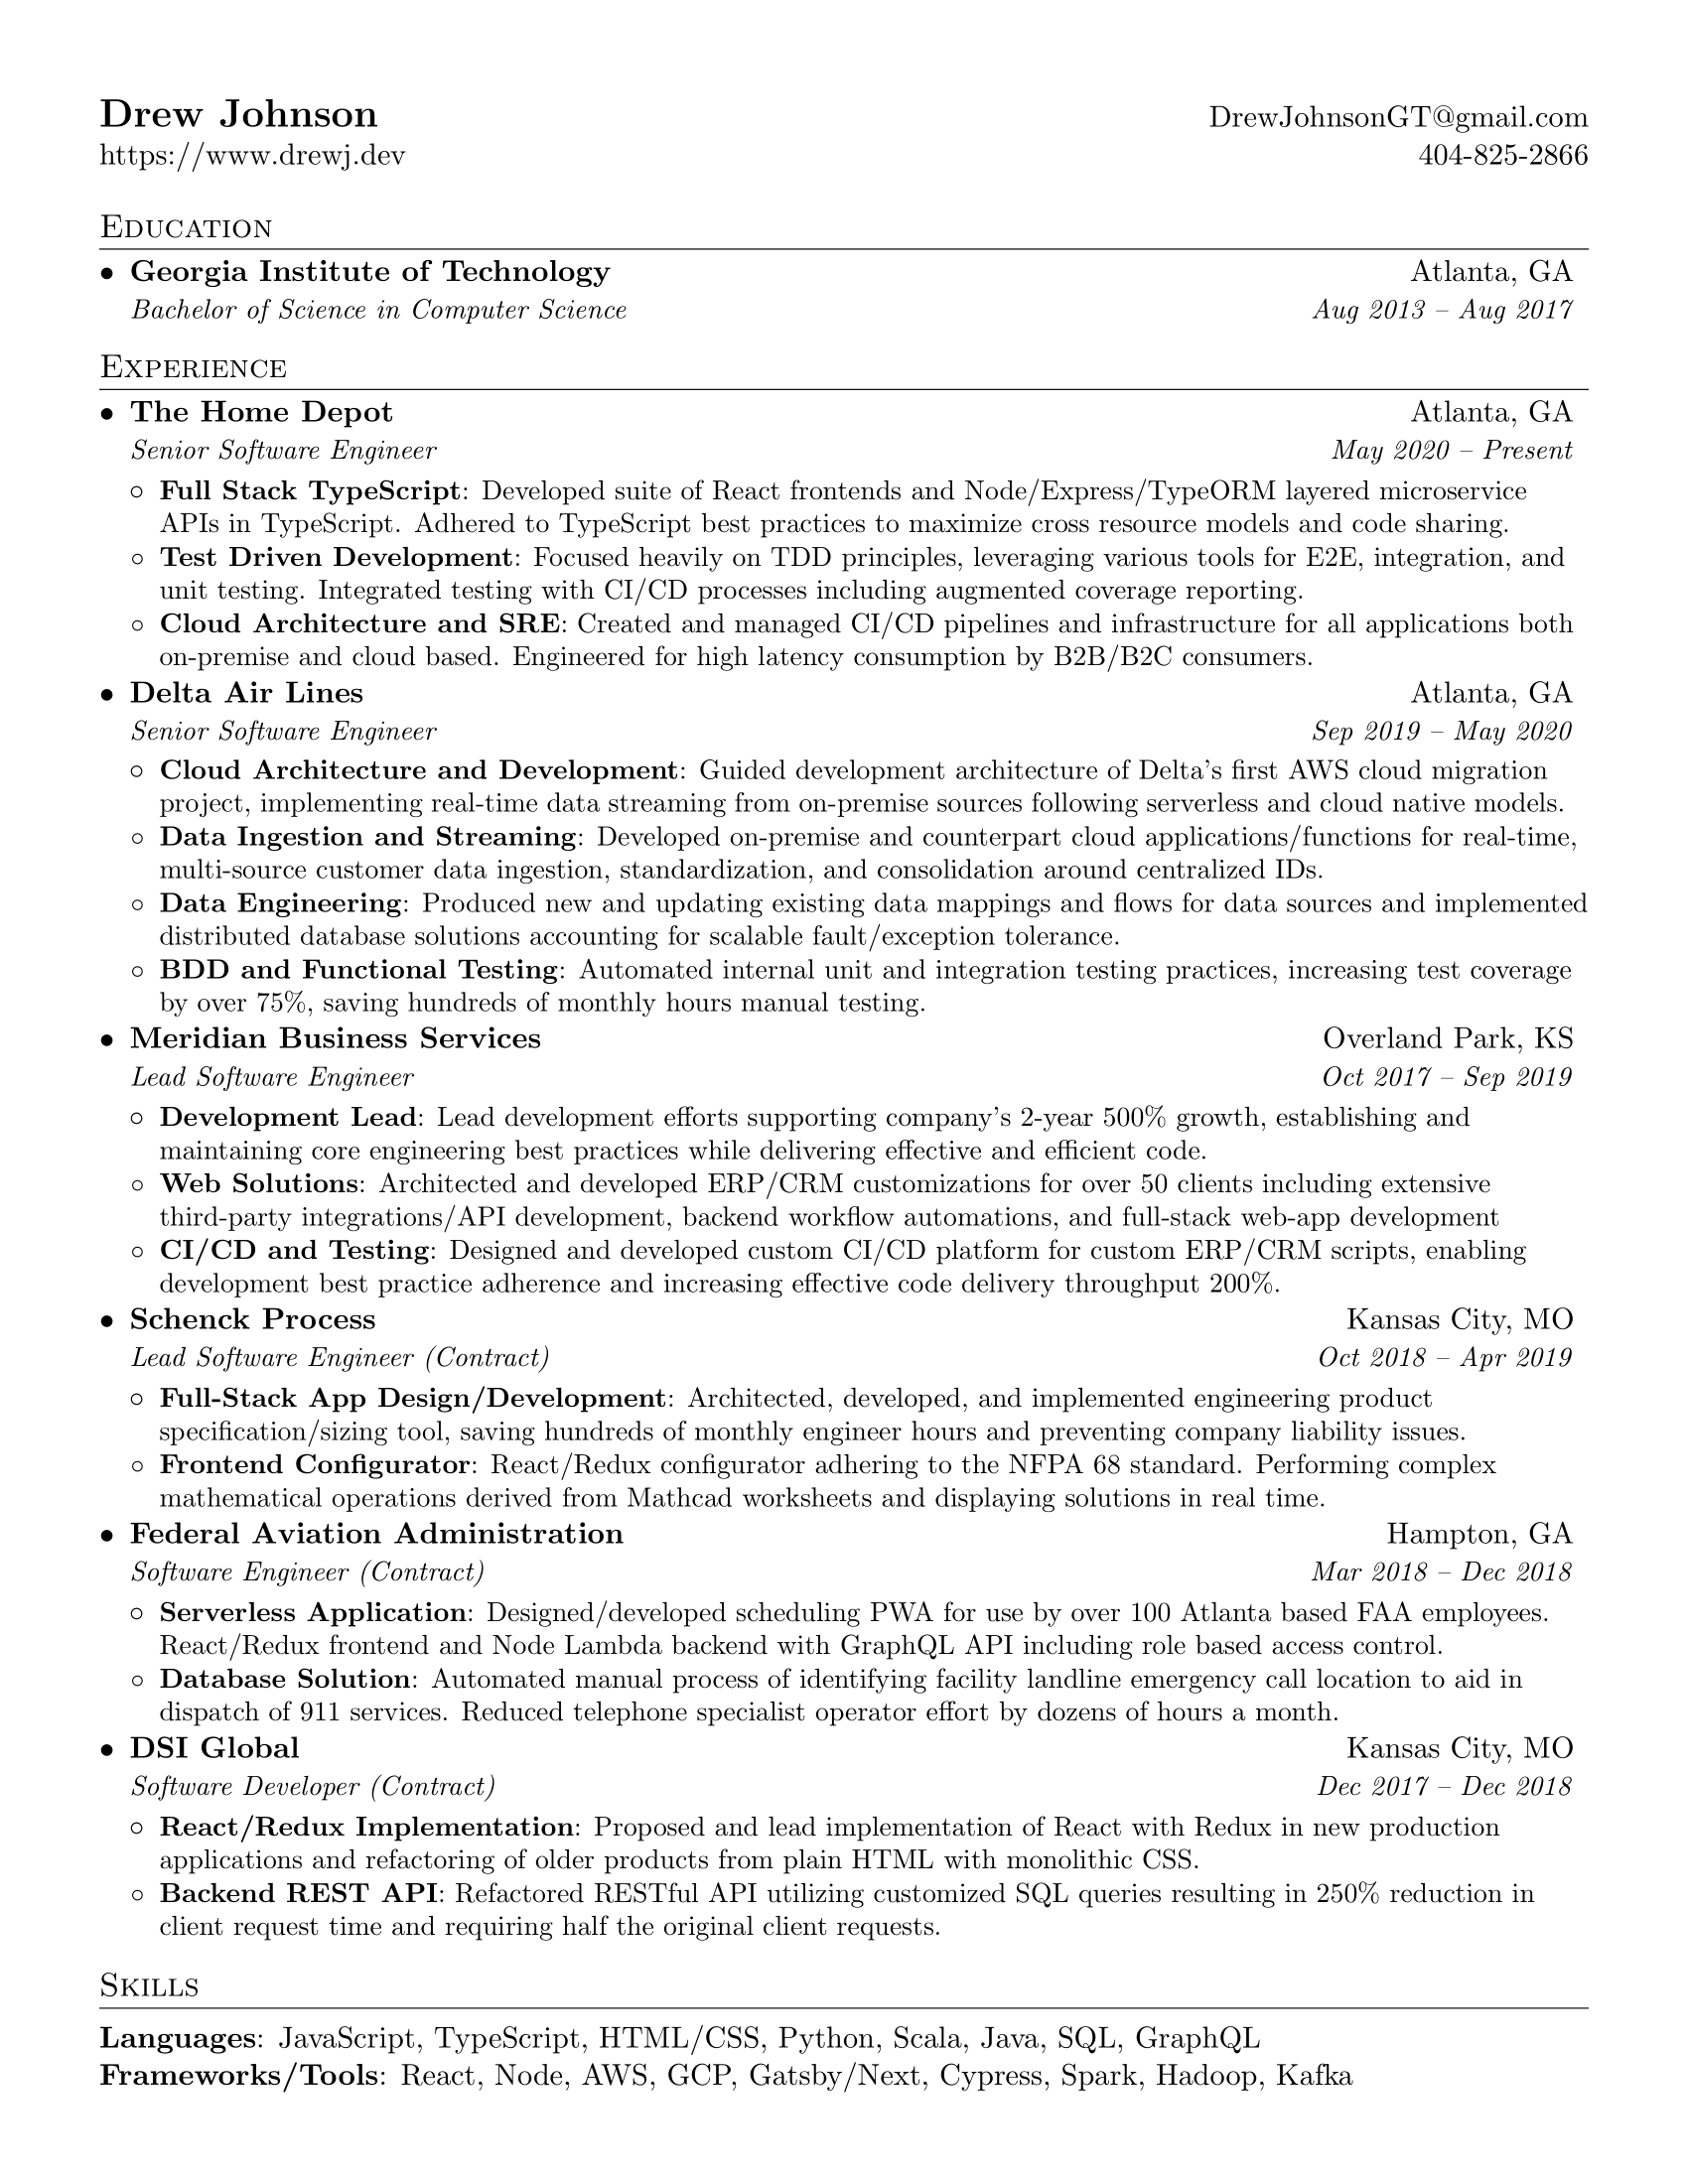 Drew Johnson DrewJohnsonGT@gmail.com
https://www.drewj.dev 404-825-2866
Education
• Georgia Institute of Technology Atlanta, GA
Bachelor of Science in Computer Science Aug 2013 – Aug 2017
Experience
• The Home Depot Atlanta, GA
Senior Software Engineer May 2020 – Present
◦ Full Stack TypeScript: Developed suite of React frontends and Node/Express/TypeORM layered microservice
APIs in TypeScript. Adhered to TypeScript best practices to maximize cross resource models and code sharing.
◦ Test Driven Development: Focused heavily on TDD principles, leveraging various tools for E2E, integration, and
unit testing. Integrated testing with CI/CD processes including augmented coverage reporting.
◦ Cloud Architecture and SRE: Created and managed CI/CD pipelines and infrastructure for all applications both
on-premise and cloud based. Engineered for high latency consumption by B2B/B2C consumers.
• Delta Air Lines Atlanta, GA
Senior Software Engineer Sep 2019 – May 2020
◦ Cloud Architecture and Development: Guided development architecture of Delta's first AWS cloud migration
project, implementing real-time data streaming from on-premise sources following serverless and cloud native models.
◦ Data Ingestion and Streaming: Developed on-premise and counterpart cloud applications/functions for real-time,
multi-source customer data ingestion, standardization, and consolidation around centralized IDs.
◦ Data Engineering: Produced new and updating existing data mappings and flows for data sources and implemented
distributed database solutions accounting for scalable fault/exception tolerance.
◦ BDD and Functional Testing: Automated internal unit and integration testing practices, increasing test coverage
by over 75%, saving hundreds of monthly hours manual testing.
• Meridian Business Services Overland Park, KS
Lead Software Engineer Oct 2017 – Sep 2019
◦ Development Lead: Lead development efforts supporting company's 2-year 500% growth, establishing and
maintaining core engineering best practices while delivering effective and efficient code.
◦ Web Solutions: Architected and developed ERP/CRM customizations for over 50 clients including extensive
third-party integrations/API development, backend workflow automations, and full-stack web-app development
◦ CI/CD and Testing: Designed and developed custom CI/CD platform for custom ERP/CRM scripts, enabling
development best practice adherence and increasing effective code delivery throughput 200%.
• Schenck Process Kansas City, MO
Lead Software Engineer (Contract) Oct 2018 – Apr 2019
◦ Full-Stack App Design/Development: Architected, developed, and implemented engineering product
specification/sizing tool, saving hundreds of monthly engineer hours and preventing company liability issues.
◦ Frontend Configurator: React/Redux configurator adhering to the NFPA 68 standard. Performing complex
mathematical operations derived from Mathcad worksheets and displaying solutions in real time.
• Federal Aviation Administration Hampton, GA
Software Engineer (Contract) Mar 2018 – Dec 2018
◦ Serverless Application: Designed/developed scheduling PWA for use by over 100 Atlanta based FAA employees.
React/Redux frontend and Node Lambda backend with GraphQL API including role based access control.
◦ Database Solution: Automated manual process of identifying facility landline emergency call location to aid in
dispatch of 911 services. Reduced telephone specialist operator effort by dozens of hours a month.
• DSI Global Kansas City, MO
Software Developer (Contract) Dec 2017 – Dec 2018
◦ React/Redux Implementation: Proposed and lead implementation of React with Redux in new production
applications and refactoring of older products from plain HTML with monolithic CSS.
◦ Backend REST API: Refactored RESTful API utilizing customized SQL queries resulting in 250% reduction in
client request time and requiring half the original client requests.
Skills
Languages: JavaScript, TypeScript, HTML/CSS, Python, Scala, Java, SQL, GraphQL
Frameworks/Tools: React, Node, AWS, GCP, Gatsby/Next, Cypress, Spark, Hadoop, Kafka